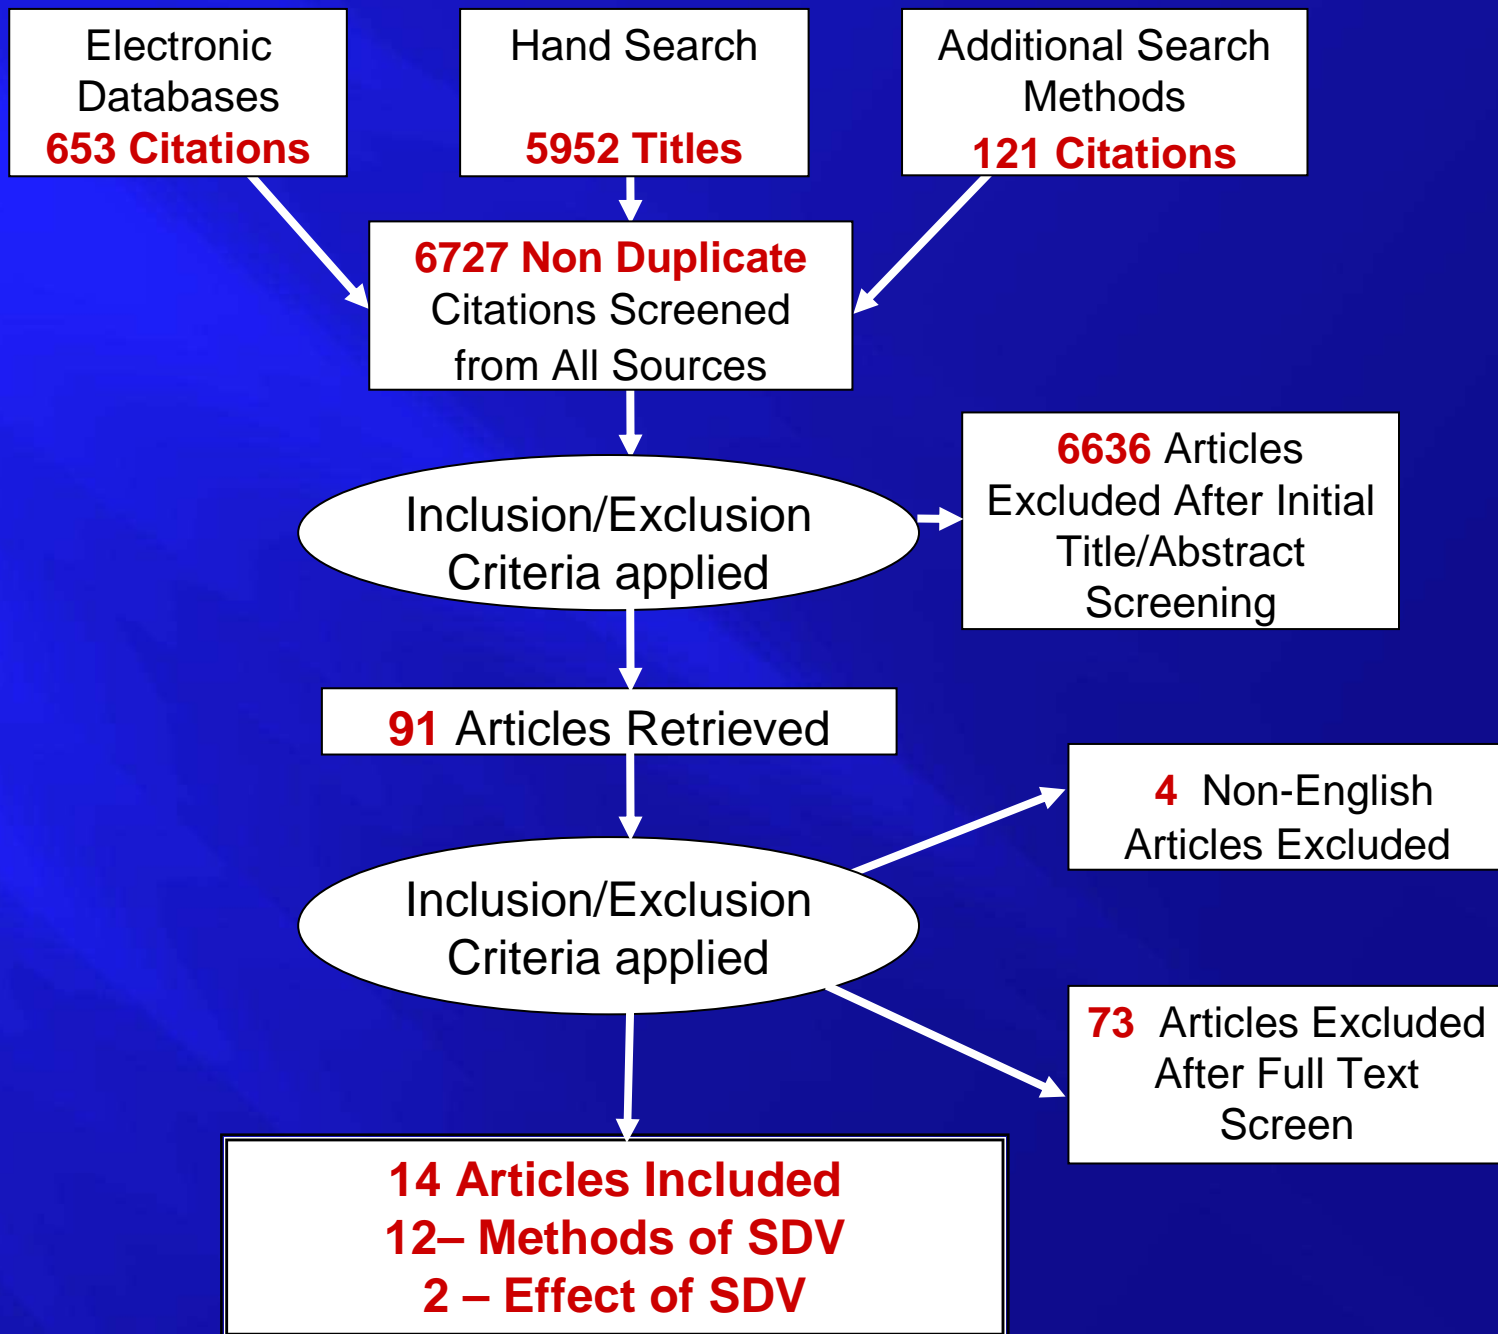 Electronic
Databases
653 Citations
Hand Search
5952 Titles
Additional Search
Methods
121 Citations
6727 Non Duplicate
Citations Screened
from All Sources
Inclusion/Exclusion
Criteria applied
6636 Articles
Excluded After Initial
Title/Abstract
Screening
91 Articles Retrieved
Inclusion/Exclusion
Criteria applied
4 Non-English
Articles Excluded
73 Articles Excluded
After Full Text
Screen
14 Articles Included
12– Methods of SDV
2 – Effect of SDV